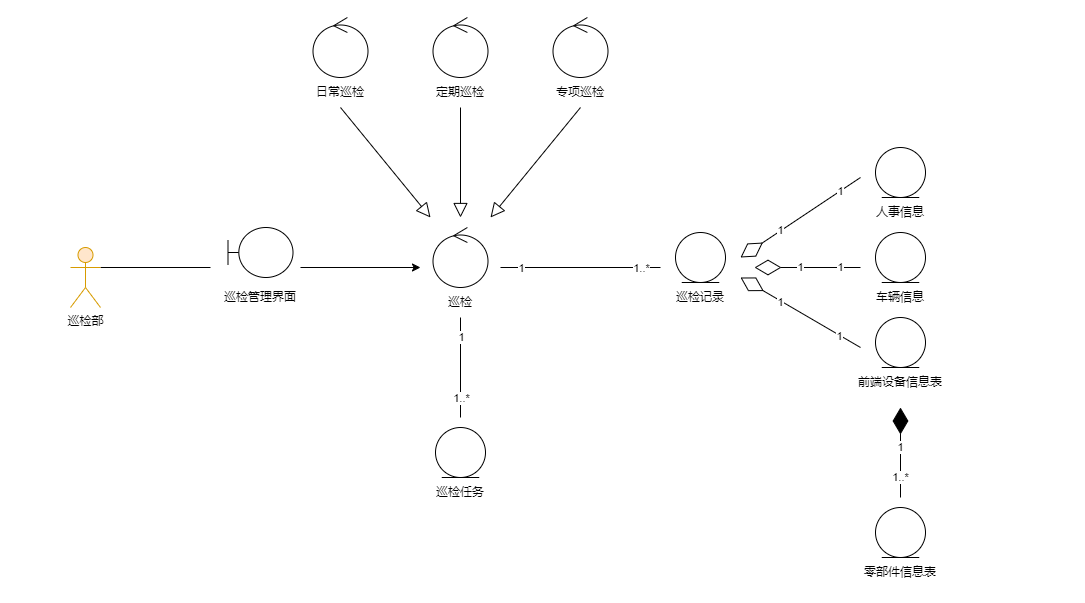 日常巡检
定期巡检
专项巡检
人事信息
1
1
巡检部
巡检管理界面
巡检
1
1..*
巡检记录
1
1
车辆信息
1
1
前端设备信息表
1
1..*
巡检任务
1
1..*
零部件信息表